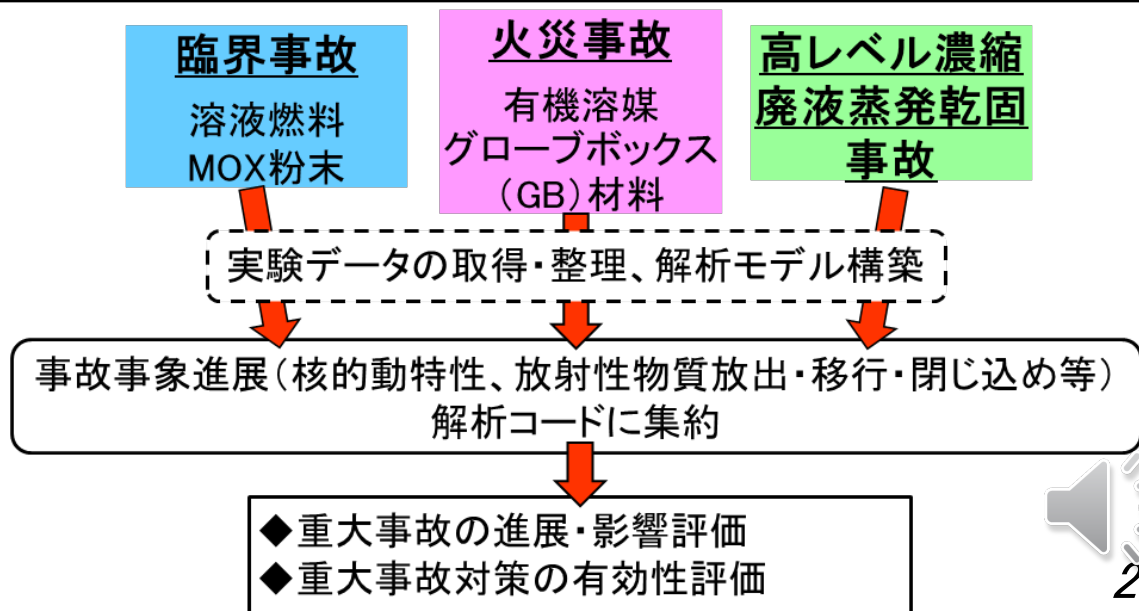 臨界事故
溶液燃料
MOX粉末
火災事故
有機溶媒
グローブボックス
(GB)材料
高レベル濃縮
廃液蒸発乾固
事故
実験データの取得・整理、解析モデル構築
事故事象進展(核的動特性、放射性物質放出・移行・閉じ込め等)
解析コードに集約
◆重大事故の進展・影響評価
◆重大事故対策の有効性評価
2